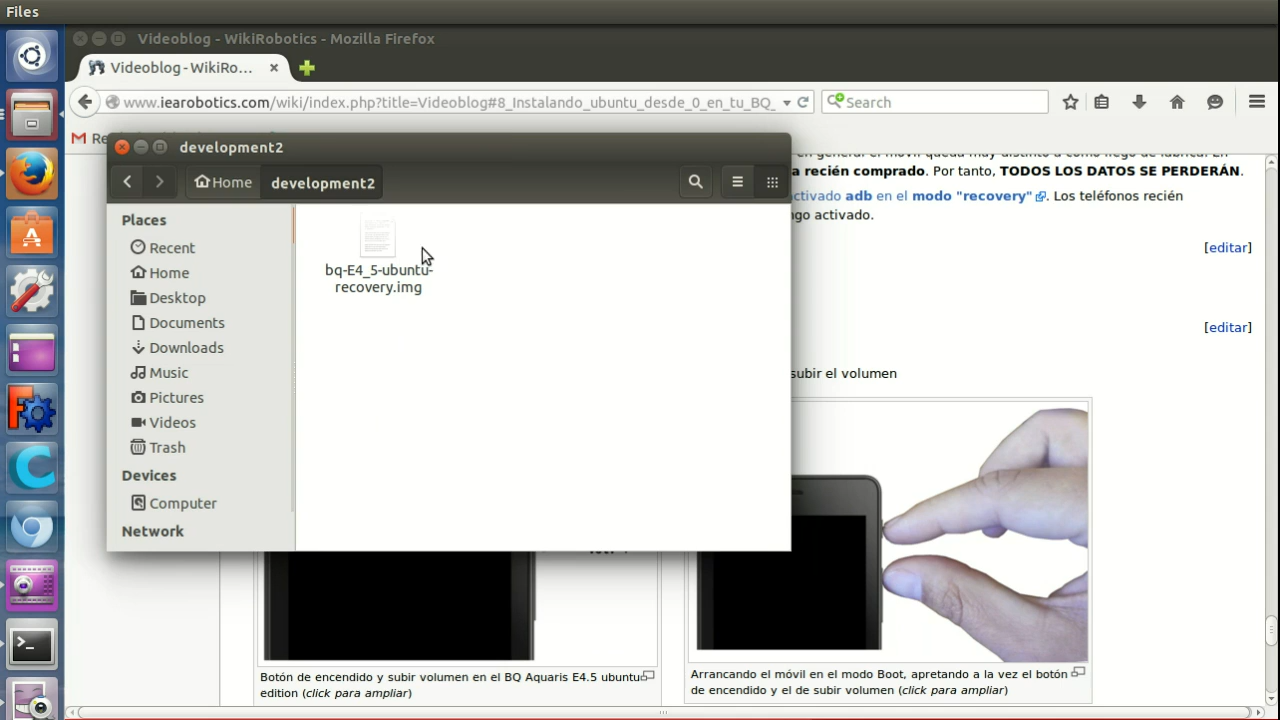 Files
Videoblog - WikiRobotics - Mozilla Firefox
Videoblog - WikiRo...
www.iearobotics.com/wiki/index.php?title=Videoblog#8_Instalando_ubuntu_desde_0_en_tu_BQ_
Search
development2
Home
development2
a recién comprado. Por tanto, TODOS LOS DATOS SE PERDERÁN.
activado adb en el modo "recovery". Los teléfonos recién
ngo activado.
Places
Recent
Home
Desktop
Documents
Downloads
Music
Pictures
Videos
Trash
Devices
Computer
Network
bq-E4_5-ubuntu-
recovery.img
[editar]
[editar]
subir el volumen
Botón de encendido y subir volumen en el BQ Aquaris E4.5 ubuntu
edition (click para ampliar)
Arrancando el móvil en el modo Boot, apretando a la vez el botón
de encendido y el de subir volumen (click para ampliar)